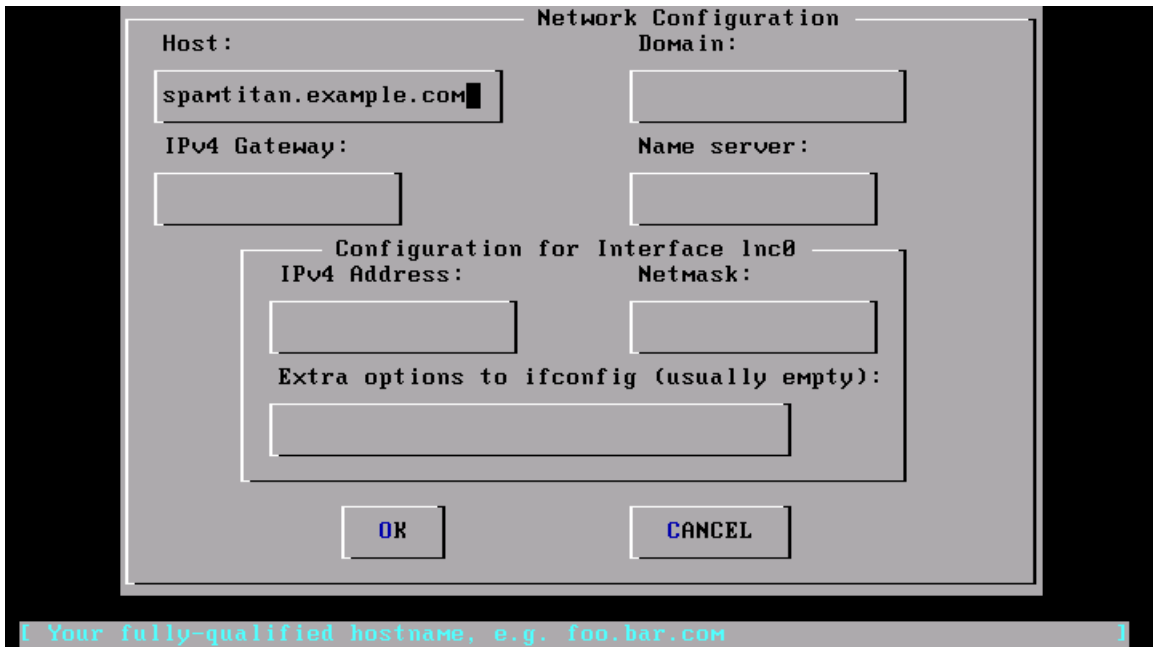 Network Configuration
Host: Domain:
spamtitan.example.com
IPv4 Gateway: Name server:
Configuration for Interface lnc0
IPv4 Address: Netmask:
Extra options to ifconfig (usually empty):
OK CANCEL
[ Your fully-qualified hostname, e.g. foo.bar.com ]